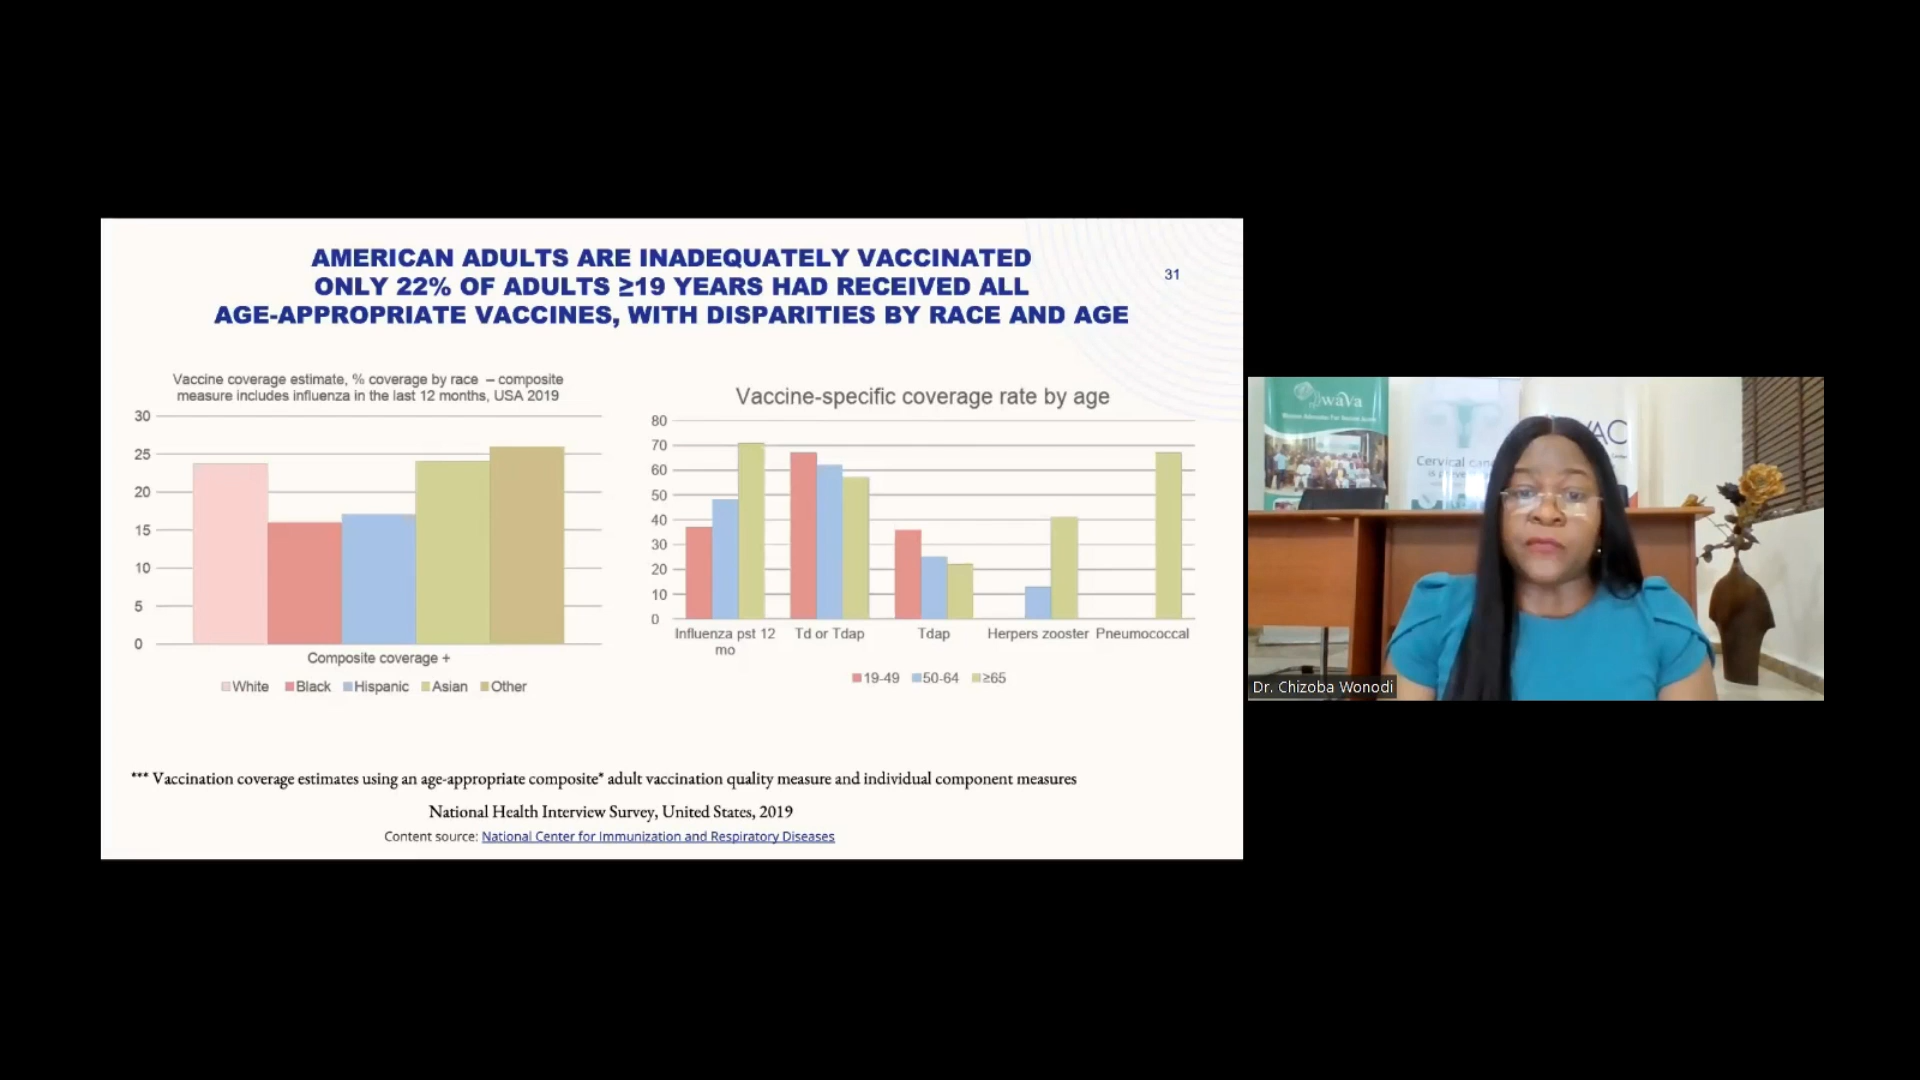 AMERICAN ADULTS ARE INADEQUATELY VACCINATED
ONLY 22% OF ADULTS ≥19 YEARS HAD RECEIVED ALL
AGE-APPROPRIATE VACCINES, WITH DISPARITIES BY RACE AND AGE
31
Vaccine coverage estimate, % coverage by race – composite
measure includes influenza in the last 12 months, USA 2019
30
25
20
15
10
5
0
Composite coverage +
White Black Hispanic Asian Other
Vaccine-specific coverage rate by age
80
70
60
50
40
30
20
10
0
Influenza pst 12
mo
Td or Tdap
Tdap
Herpers zooster
Pneumococcal
19-49 50-64 ≥65
*** Vaccination coverage estimates using an age-appropriate composite* adult vaccination quality measure and individual component measures
National Health Interview Survey, United States, 2019
Content source: National Center for Immunization and Respiratory Diseases
wava
Cervical
Dr. Chizoba Wonodi